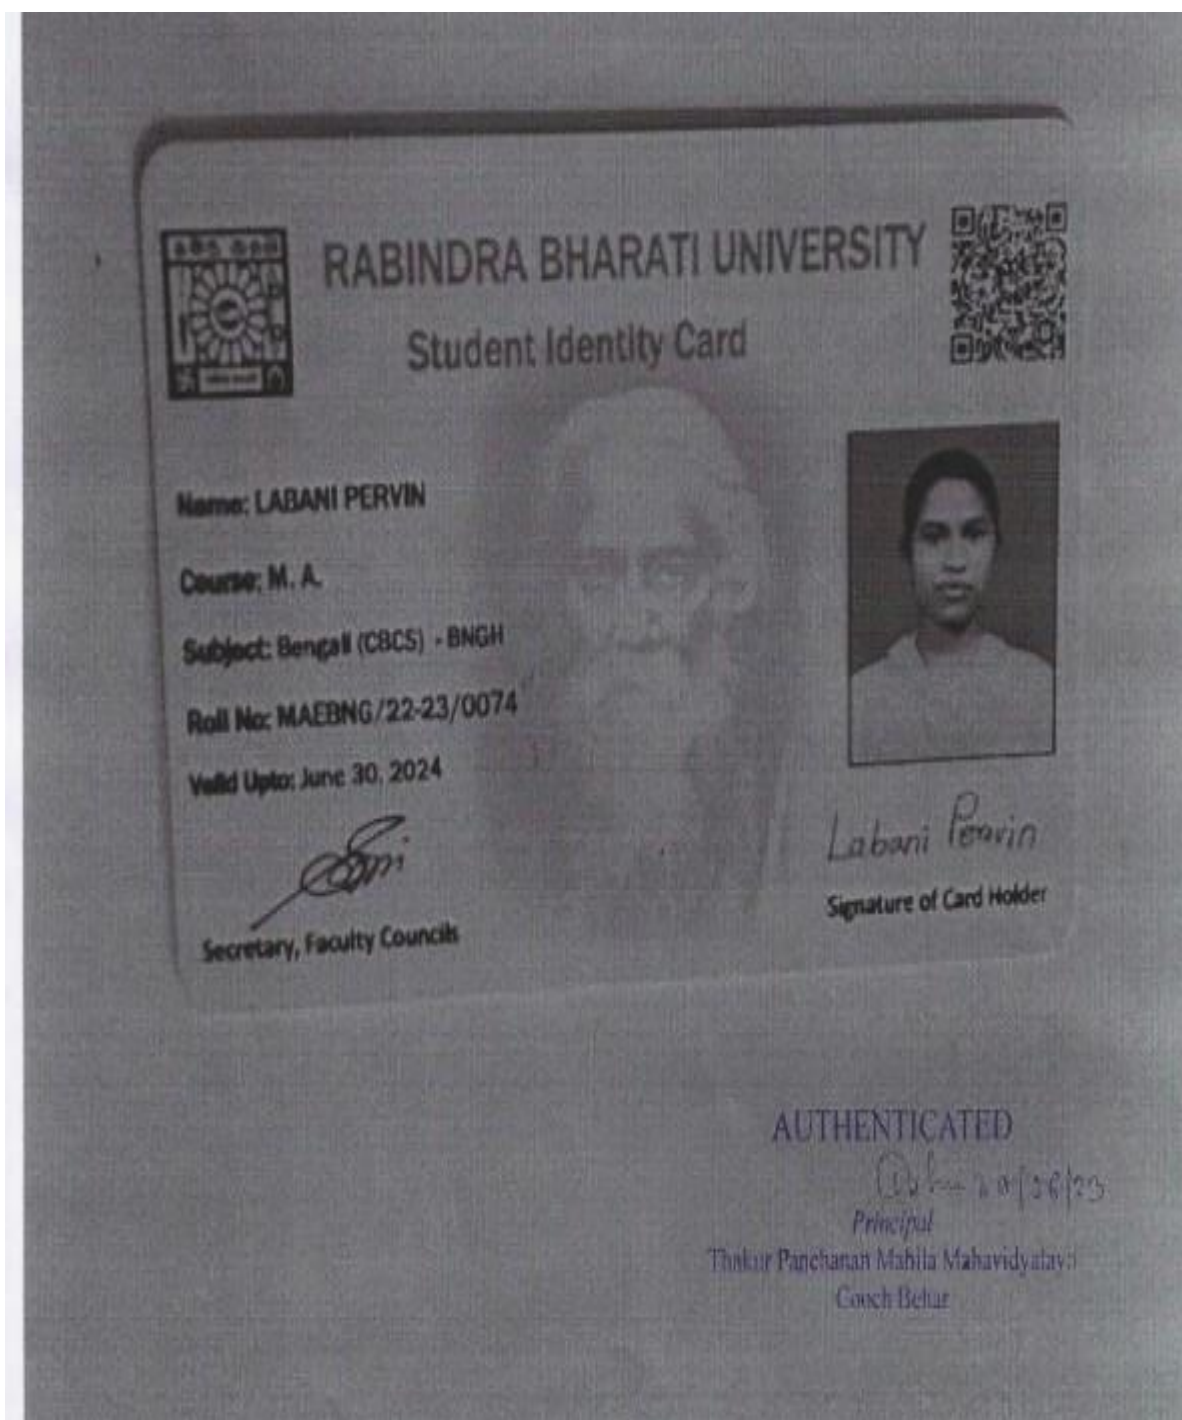 RABINDRA BHARATI UNIVERSITY
Student Identity Card
Name: LABANI PERVIN
Course: M. A.
Subject: Bengali (CBCS) - BNGH
Roll No: MAEBNG/22-23/0074
Valid Upto: June 30, 2024
Labani Pervin
Signature of Card Holder
Secretary, Faculty Councils
AUTHENTICATED
Principal
Thakur Panchanan Mahila Mahavidyalaya
Cooch Behar